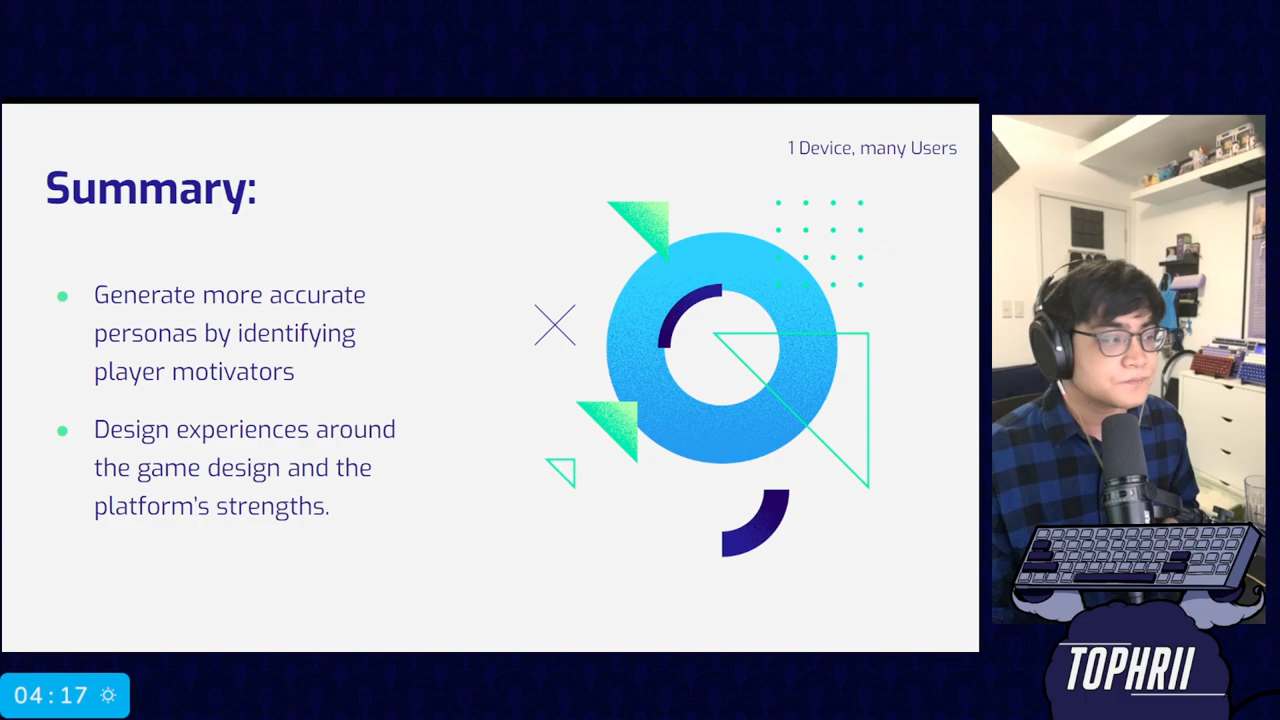 1 Device, many Users
Summary:
Generate more accurate
personas by identifying
player motivators
Design experiences around
the game design and the
platform's strengths.
04:17
TOPHRII